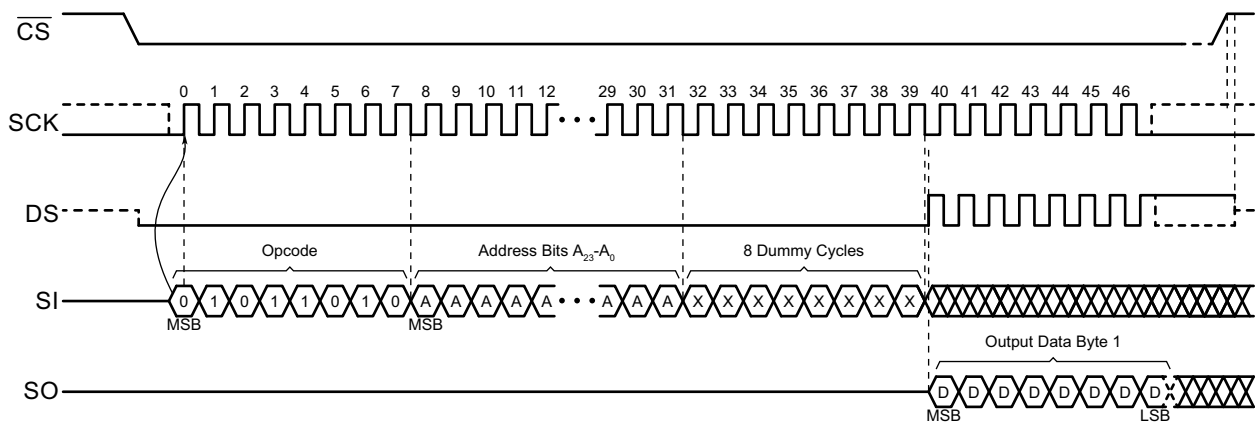 CS
0 1 2 3 4 5 6 7 8 9 10 11 12 29 30 31 32 33 34 35 36 37 38 39 40 41 42 43 44 45 46
SCK
DS
Opcode
Address Bits A23-A0
8 Dummy Cycles
SI
0 1 0 1 1 0 1 0 A A A A A A A A X X X X X X X X
MSB
MSB
Output Data Byte 1
SO
D D D D D D D D
MSB
LSB